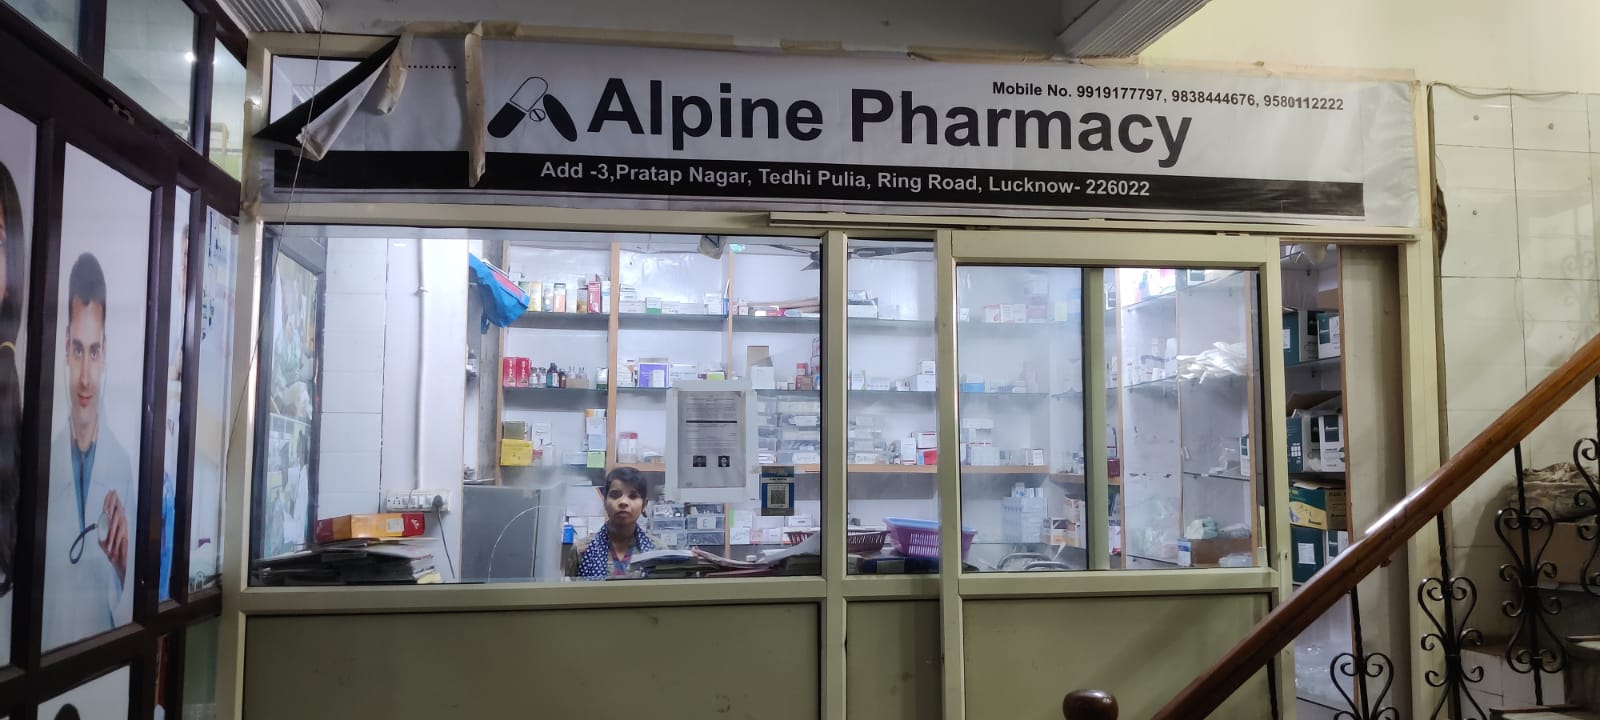 Mobile No. 9919177797, 9838444676, 9580112222
Alpine Pharmacy
Add -3,Pratap Nagar, Tedhi Pulia, Ring Road, Lucknow- 226022
E